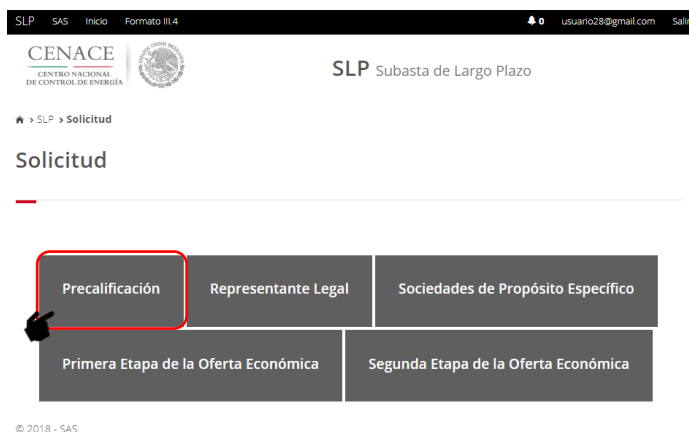 SLP SAS Inicio Formato III.4 0 usuario28@gmail.com Salir
CENACE
CENTRO NACIONAL
DE CONTROL DE ENERGÍA
SLP Subasta de Largo Plazo
> SLP > Solicitud
Solicitud
Precalificación Representante Legal Sociedades de Propósito Específico
Primera Etapa de la Oferta Económica Segunda Etapa de la Oferta Económica
© 2018 - SAS